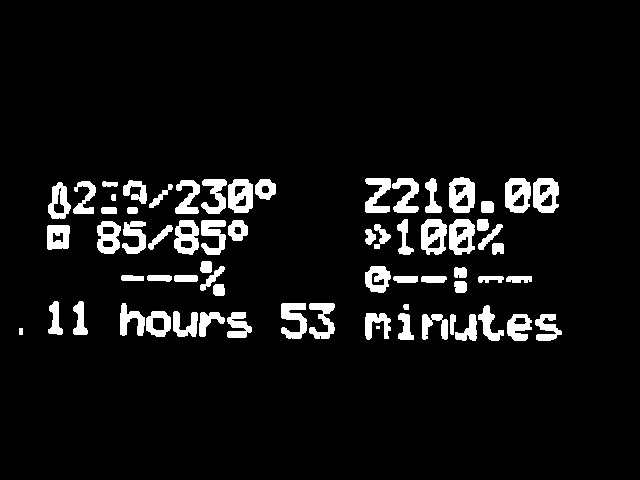 /230° Z210.00
85/85° »100%
---% --:--
. 11 hours 53 minutes